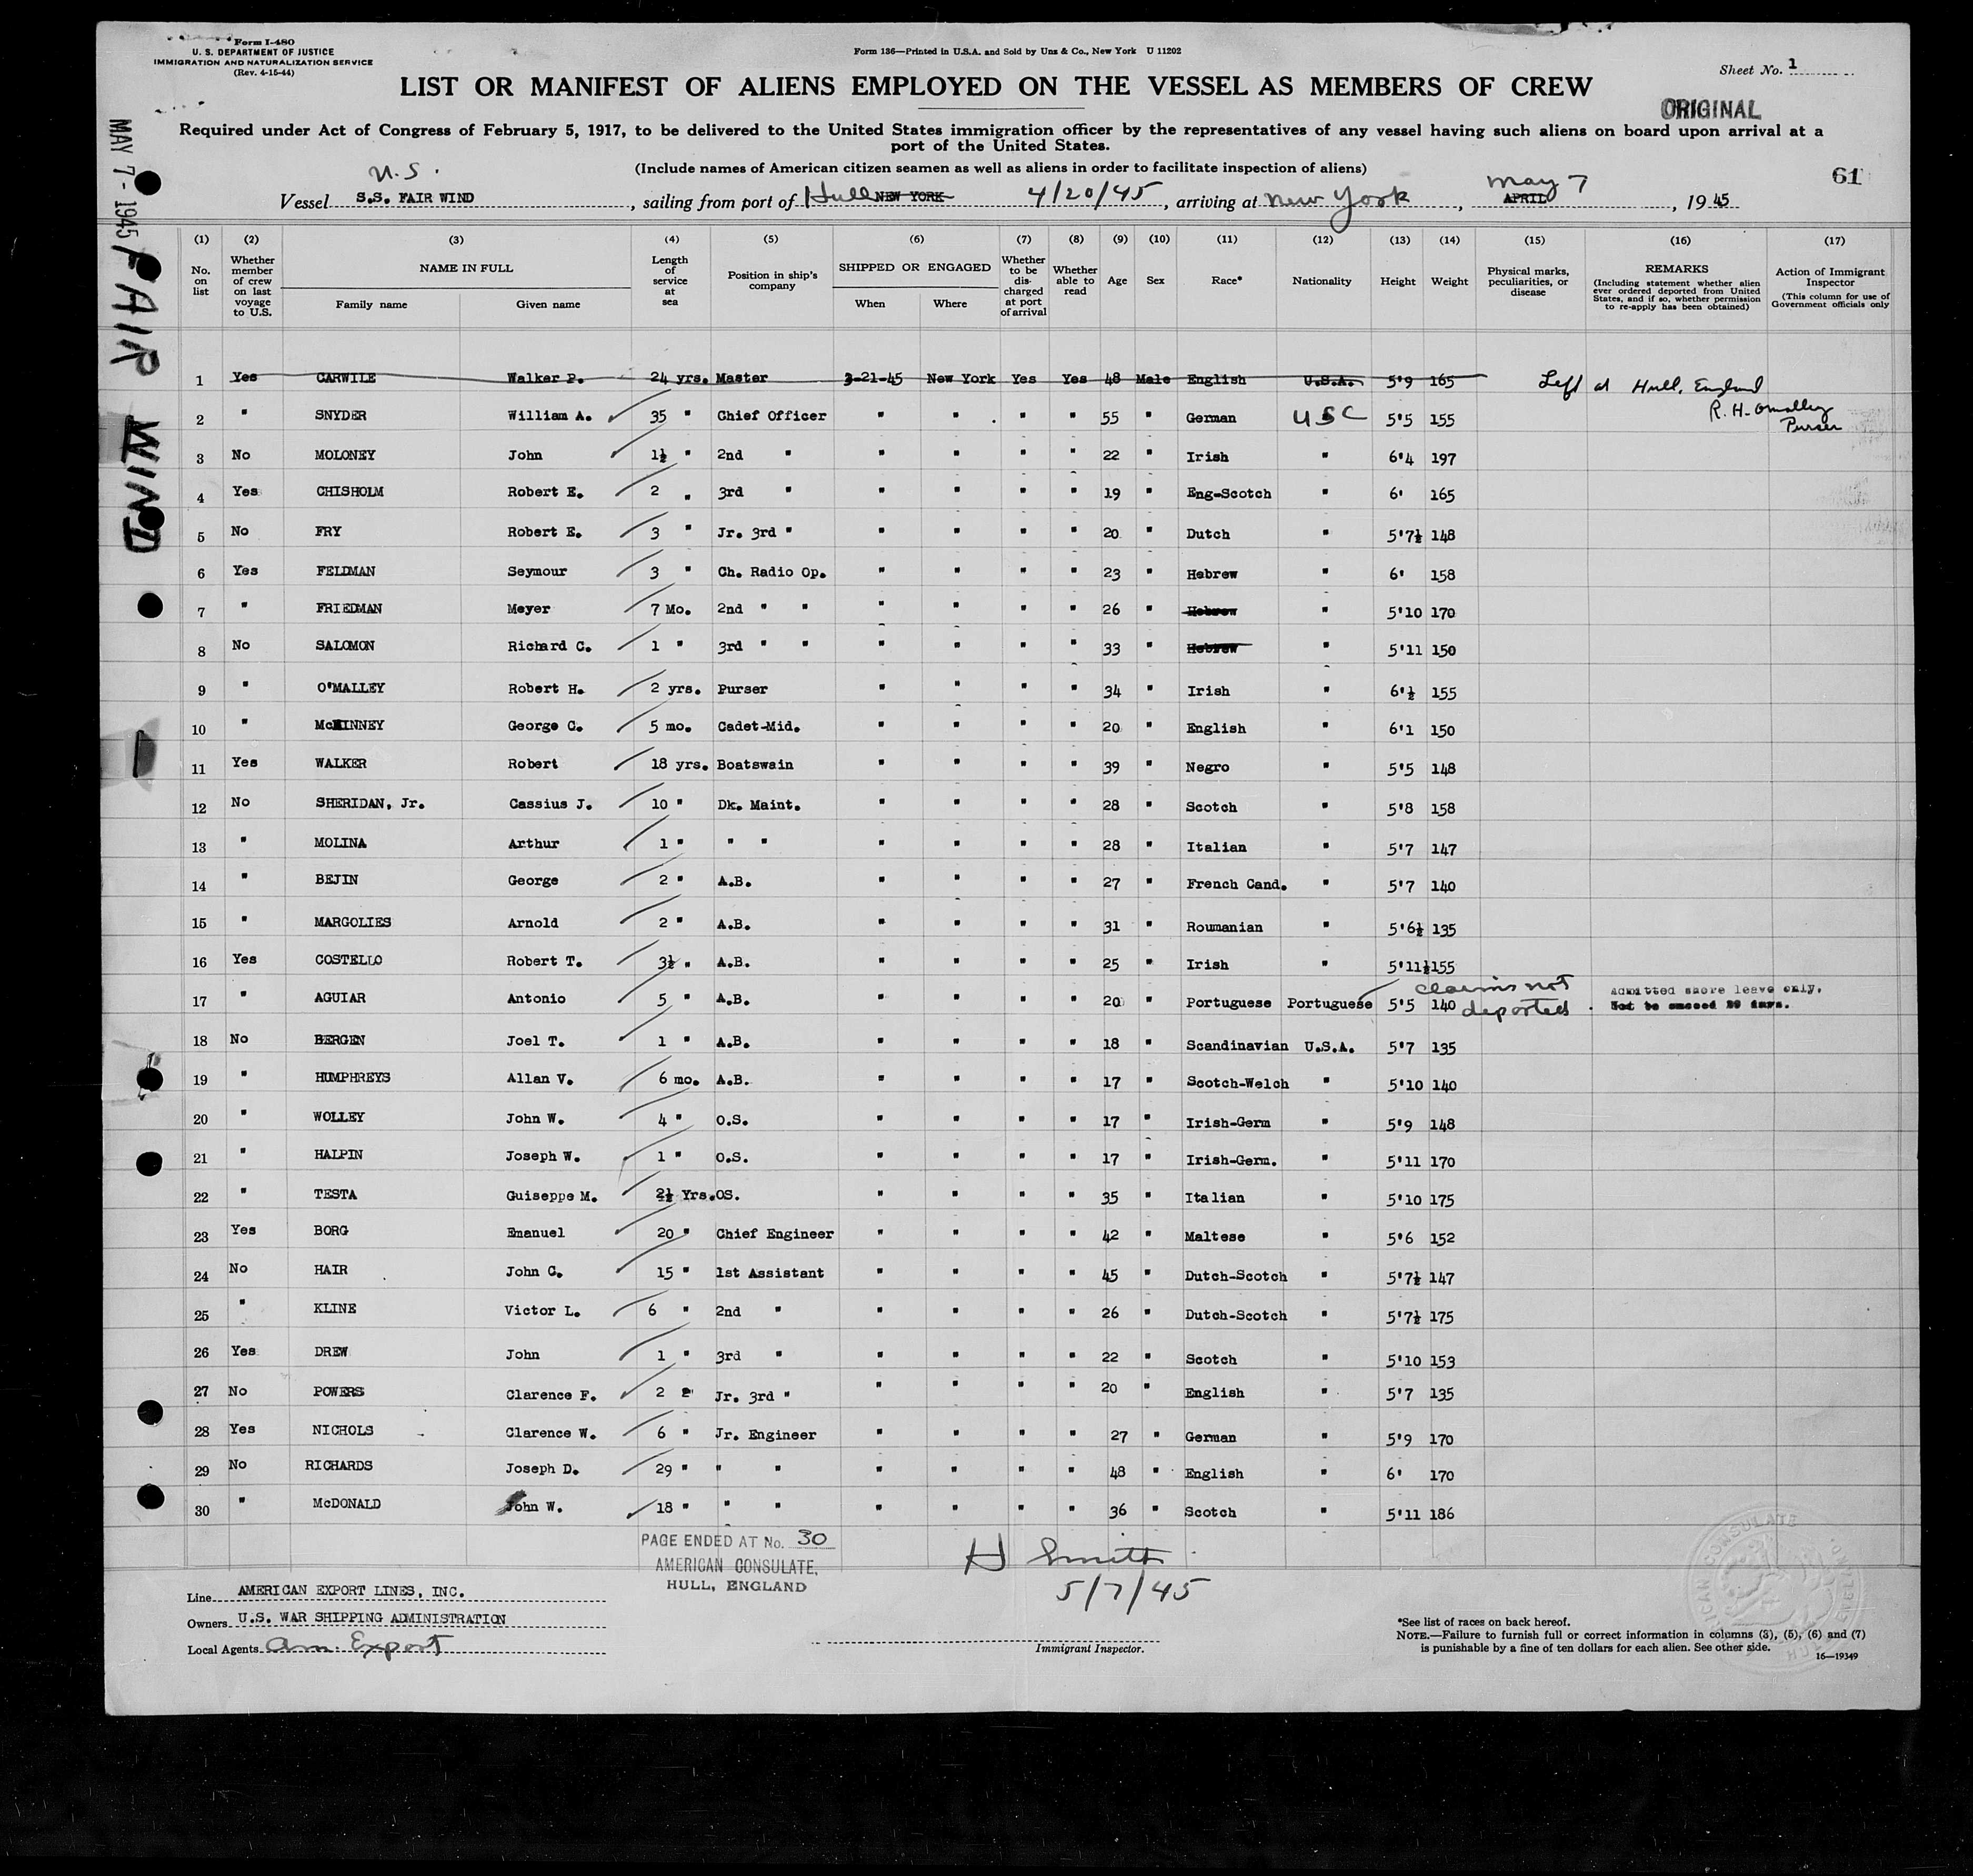 Form I-480
U. S. DEPARTMENT OF JUSTICE
IMMIGRATION AND NATURALIZATION SERVICE
(Rev. 4-15-44)
Form 136—Printed in U.S.A. and Sold by Unz & Co., New York U 11202
Sheet No. 1
LIST OR MANIFEST OF ALIENS EMPLOYED ON THE VESSEL AS MEMBERS OF CREW
ORIGINAL
Required under Act of Congress of February 5, 1917, to be delivered to the United States immigration officer by the representatives of any vessel having such aliens on board upon arrival at a
port of the United States.
(Include names of American citizen seamen as well as aliens in order to facilitate inspection of aliens)
61
U.S.
Vessel S.S. FAIR WIND, sailing from port of Hull NEW YORK 4/20/45, arriving at New York, May 7 APRIL, 1945
MAY 7 - 1945 FAIR WIND
(1) (2) (3) (4) (5) (6) (7) (8) (9) (10) (11) (12) (13) (14) (15) (16) (17)
No. on list Whether member of crew on last voyage to U.S. NAME IN FULL Family name Given name Length of service at sea Position in ship's company SHIPPED OR ENGAGED When Where Whether to be discharged at port of arrival Whether able to read Age Sex Race* Nationality Height Weight Physical marks, peculiarities, or disease REMARKS (Including statement whether alien ever ordered deported from United States, and if so, whether permission to re-apply has been obtained) Action of Immigrant Inspector (This column for use of Government officials only
1 Yes CARWILE Walker P. 24 yrs. Master 3-21-45 New York Yes Yes 48 Male English U.S.A. 5'9 165 Left at Hull, England
R. H. Omalley
Purser
2 " SNYDER William A. 35 " Chief Officer " " " " 55 " German USC 5'5 155
3 No MOLONEY John 1½ " 2nd " " " " " 22 " Irish " 6'4 197
4 Yes CHISHOLM Robert E. 2 " 3rd " " " " " 19 " Eng-Scotch " 6' 165
5 No FRY Robert E. 3 " Jr. 3rd " " " " " 20 " Dutch " 5'7½ 148
6 Yes FELDMAN Seymour 3 " Ch. Radio Op. " " " " 23 " Hebrew " 6' 158
7 " FRIEDMAN Meyer 7 Mo. 2nd " " " " " " 26 " Hebrew " 5'10 170
8 No SALOMON Richard C. 1 " 3rd " " " " " " 33 " Hebrew " 5'11 150
9 " O'MALLEY Robert H. 2 yrs. Purser " " " " 34 " Irish " 6'½ 155
10 " McKINNEY George C. 5 mo. Cadet-Mid. " " " " 20 " English " 6'1 150
11 Yes WALKER Robert 18 yrs. Boatswain " " " " 39 " Negro " 5'5 148
12 No SHERIDAN, Jr. Cassius J. 10 " Dk. Maint. " " " " 28 " Scotch " 5'8 158
13 " MOLINA Arthur 1 " " " " " " " 28 " Italian " 5'7 147
14 " BEJIN George 2 " A.B. " " " " 27 " French Cand. " 5'7 140
15 " MARGOLIES Arnold 2 " A.B. " " " " 31 " Roumanian " 5'6½ 135
16 Yes COSTELLO Robert T. 3½ " A.B. " " " " 25 " Irish " 5'11½ 155
17 " AGUIAR Antonio 5 " A.B. " " " " 20 " Portuguese Portuguese 5'5 140 claims not deported Admitted shore leave only. Not to exceed 29 days.
18 No BERGEN Joel T. 1 " A.B. " " " " 18 " Scandinavian U.S.A. 5'7 135
19 " HUMPHREYS Allan V. 6 mo. A.B. " " " " 17 " Scotch-Welch " 5'10 140
20 " WOLLEY John W. 4 " O.S. " " " " 17 " Irish-Germ " 5'9 148
21 " HALPIN Joseph W. 1 " O.S. " " " " 17 " Irish-Germ. " 5'11 170
22 " TESTA Guiseppe M. 2½ Yrs. OS. " " " " 35 " Italian " 5'10 175
23 Yes BORG Emanuel 20 " Chief Engineer " " " " 42 " Maltese " 5'6 152
24 No HAIR John C. 15 " 1st Assistant " " " " 45 " Dutch-Scotch " 5'7½ 147
25 " KLINE Victor L. 6 " 2nd " " " " " 26 " Dutch-Scotch " 5'7½ 175
26 Yes DREW John 1 " 3rd " " " " " 22 " Scotch " 5'10 153
27 No POWERS Clarence F. 2 " Jr. 3rd " " " " " 20 " English " 5'7 135
28 Yes NICHOLS Clarence W. 6 " Jr. Engineer " " " " 27 " German " 5'9 170
29 No RICHARDS Joseph D. 29 " " " " " " " 48 " English " 6' 170
30 " McDONALD John W. 18 " " " " " " " 36 " Scotch " 5'11 186
PAGE ENDED AT No. 30
AMERICAN CONSULATE,
HULL, ENGLAND
H Smith
5/7/45
Immigrant Inspector.
Line AMERICAN EXPORT LINES, INC.
Owners U.S. WAR SHIPPING ADMINISTRATION
Local Agents Am. Export
*See list of races on back hereof.
NOTE.—Failure to furnish full or correct information in columns (3), (5), (6) and (7)
is punishable by a fine of ten dollars for each alien. See other side.
16—19349